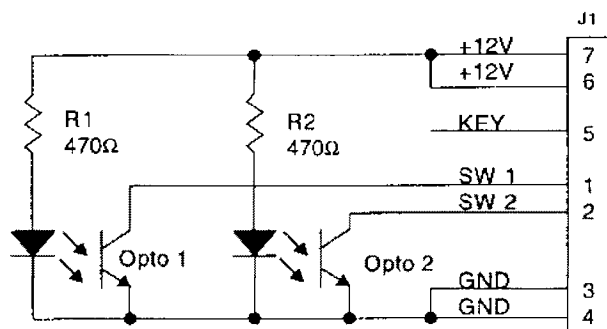 J1
+12V 7
+12V 6
R1
470Ω
R2
470Ω
KEY 5
SW 1 1
SW 2 2
Opto 1
Opto 2
GND 3
GND 4